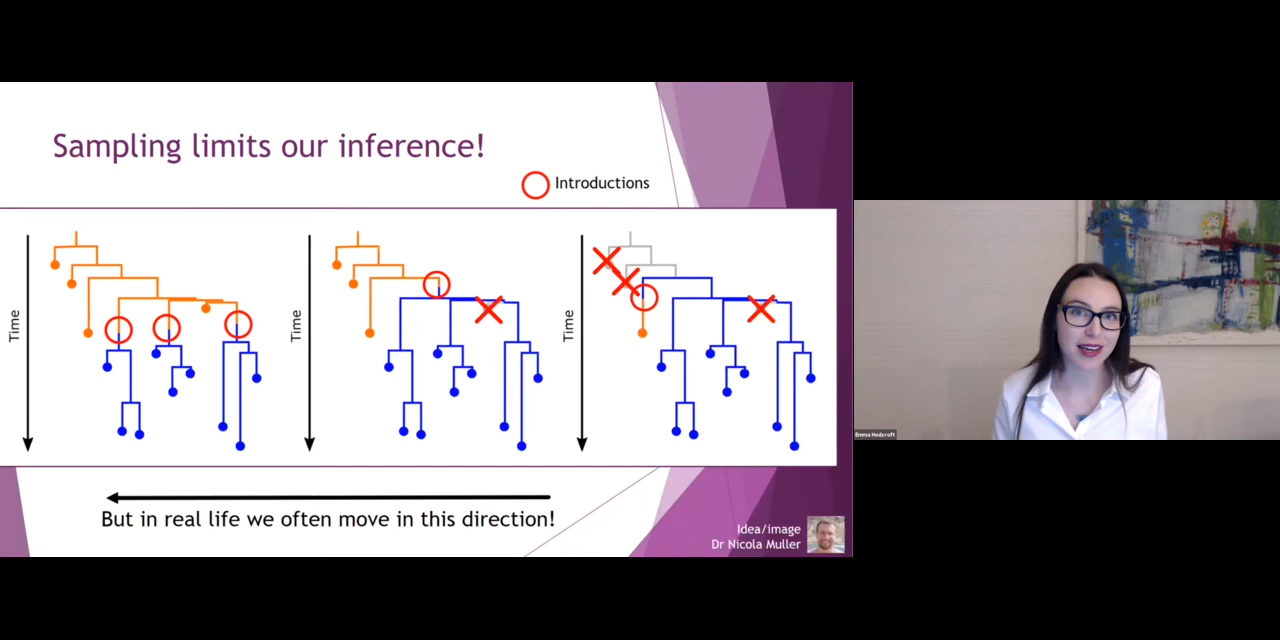 Sampling limits our inference!
Introductions
Time
Time
Time
But in real life we often move in this direction!
Idea/image
Dr Nicola Muller
Emma Hodcroft